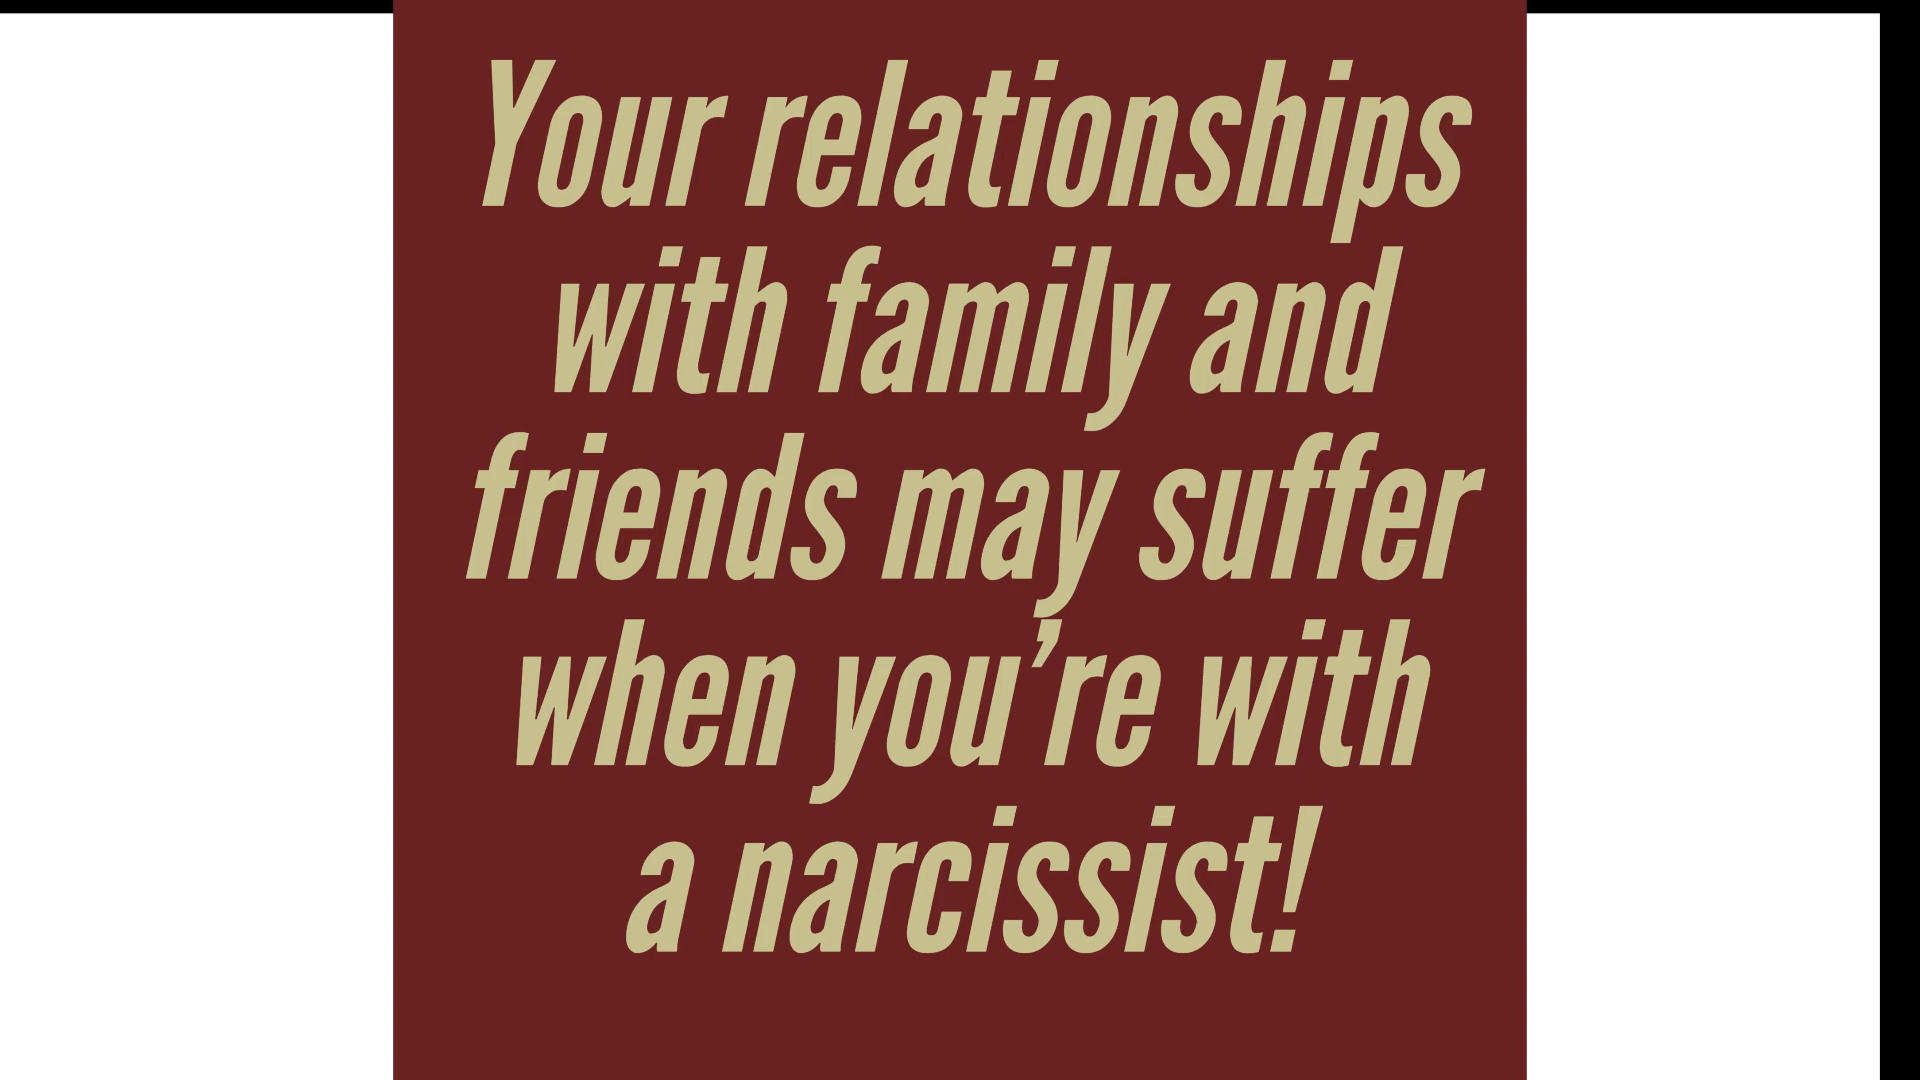 Your relationships
with family and
friends may suffer
when you’re with
a narcissist!